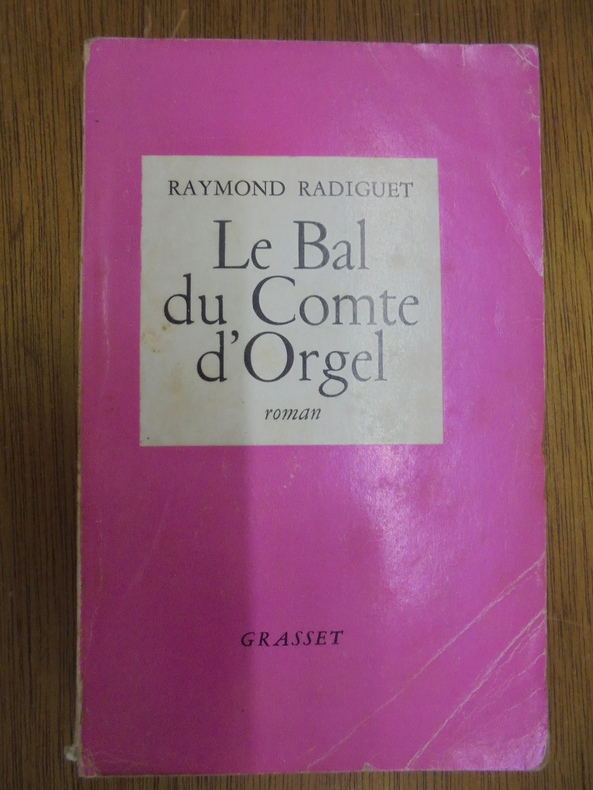 RAYMOND RADIGUET
Le Bal
du Comte
d'Orgel
roman
GRASSET